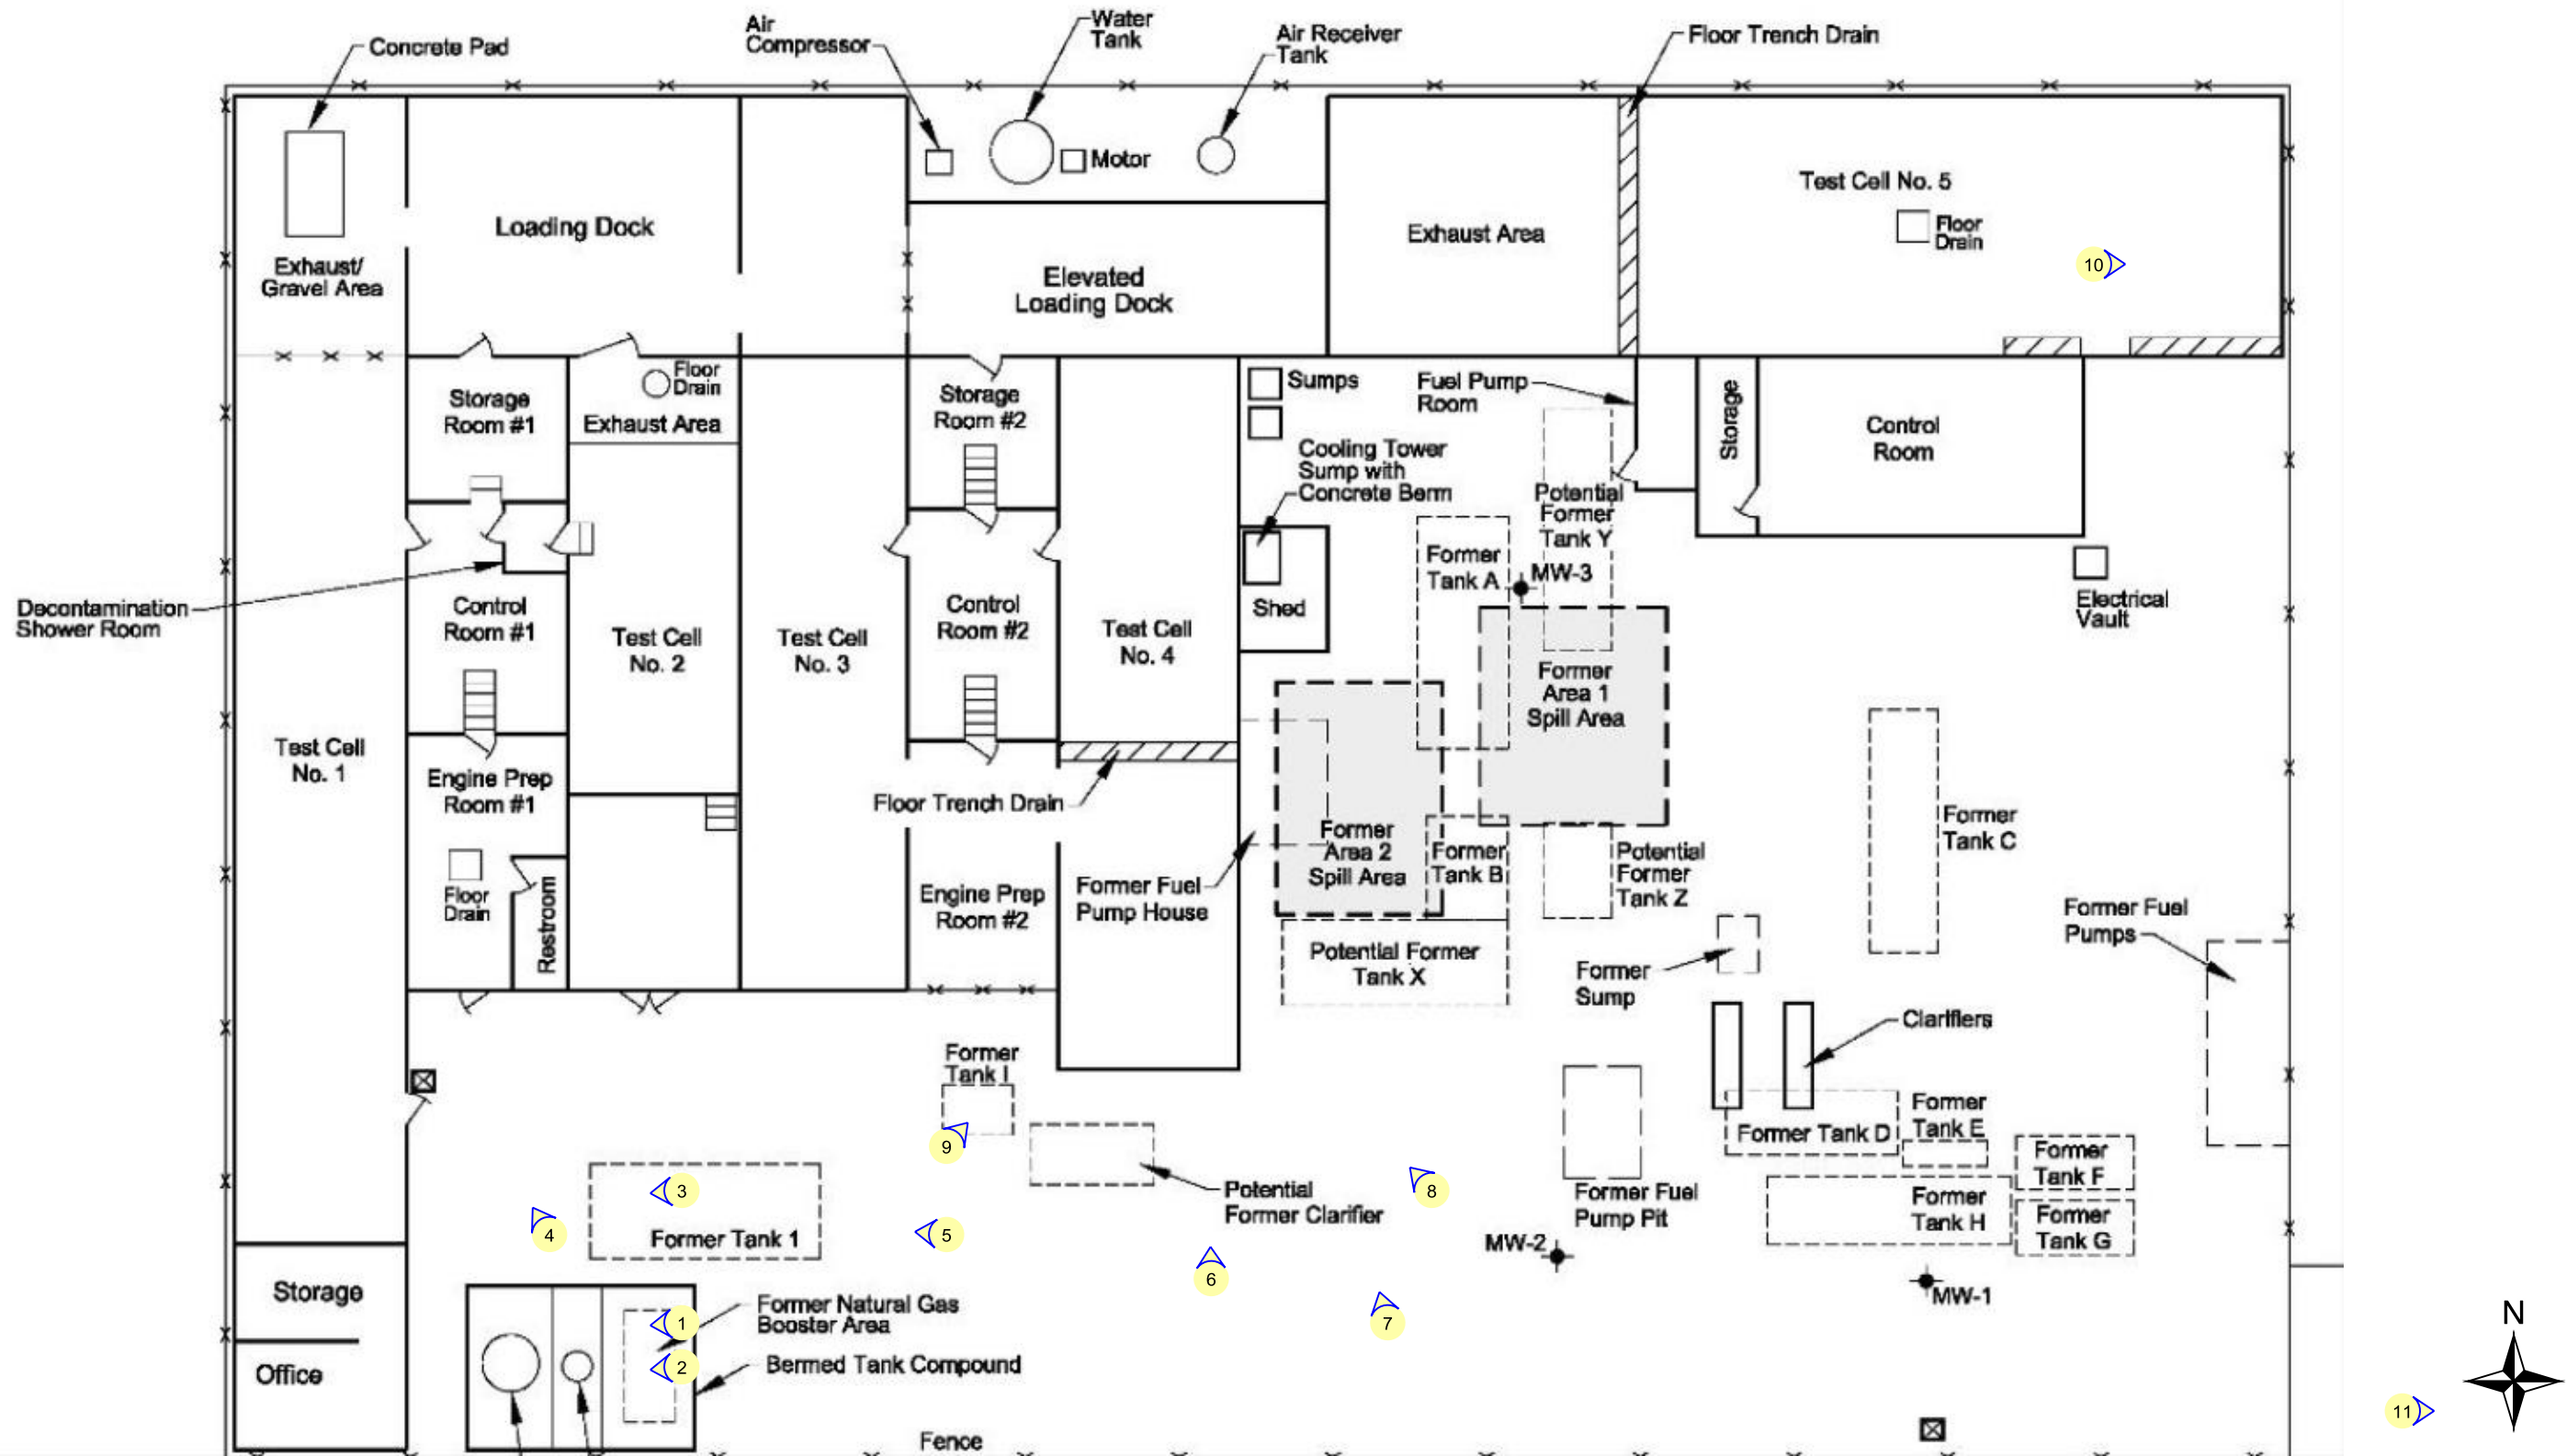 Concrete Pad
Air
Compressor
Water
Tank
Air Receiver
Tank
Floor Trench Drain
Motor
Test Cell No. 5
Floor
Drain
Loading Dock
Exhaust Area
Exhaust/
Gravel Area
Elevated
Loading Dock
10
Floor
Drain
Exhaust Area
Storage
Room #1
Storage
Room #2
Sumps
Fuel Pump
Room
Storage
Control
Room
Cooling Tower
Sump with
Concrete Berm
Potential
Former
Tank Y
Former
Tank A
MW-3
Electrical
Vault
Decontamination
Shower Room
Control
Room #1
Test Cell
No. 2
Test Cell
No. 3
Control
Room #2
Test Cell
No. 4
Shed
Former
Area 1
Spill Area
Test Cell
No. 1
Engine Prep
Room #1
Floor Trench Drain
Former
Area 2
Spill Area
Former
Tank B
Potential
Former
Tank Z
Former
Tank C
Floor
Drain
Restroom
Engine Prep
Room #2
Former Fuel
Pump House
Former Fuel
Pumps
Potential Former
Tank X
Former
Sump
Clarifiers
Former
Tank I
9
Former Tank D
Former
Tank E
Former
Tank F
3
Former Tank 1
4
5
Potential
Former Clarifier
8
Former Fuel
Pump Pit
Former
Tank H
Former
Tank G
MW-2
6
MW-1
Storage
Office
1
2
Former Natural Gas
Booster Area
Bermed Tank Compound
7
Fence
N
11